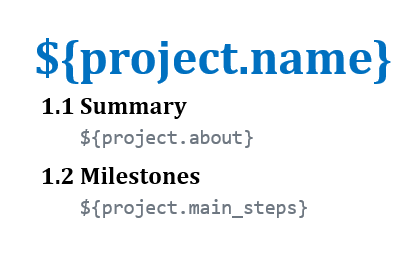 ${project.name}
1.1 Summary
${project.about}
1.2 Milestones
${project.main_steps}